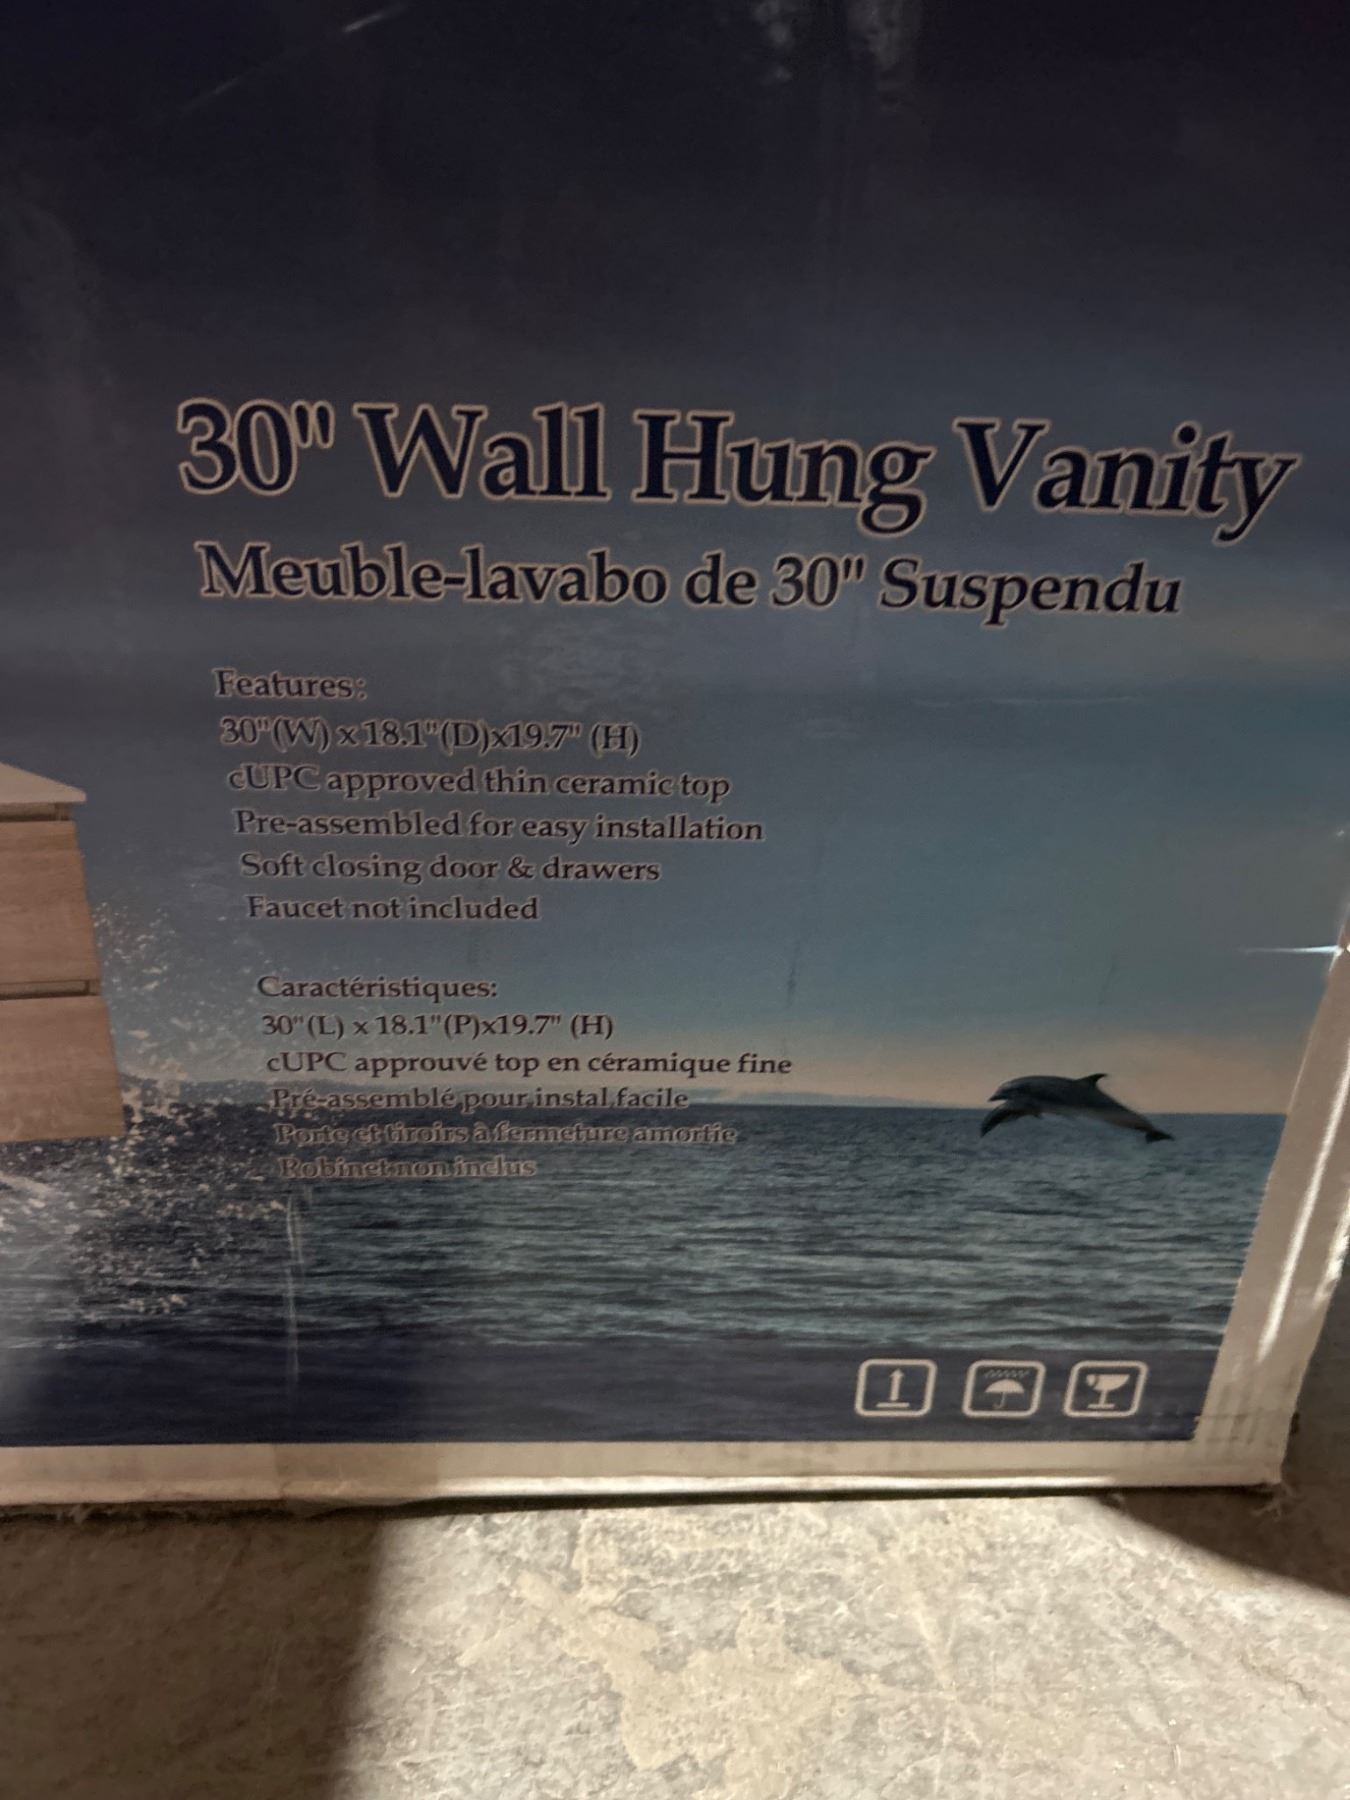 30" Wall Hung Vanity
Meuble-lavabo de 30" Suspendu
Features:
30"(W) x 18.1"(D)x19.7" (H)
cUPC approved thin ceramic top
Pre-assembled for easy installation
Soft closing door & drawers
Faucet not included
Caractéristiques:
30"(L) x 18.1"(P)x19.7" (H)
cUPC approuvé top en céramique fine
Pré-assemblé pour instal facile
Porte et tiroirs à fermeture amortie
Robinet non inclus